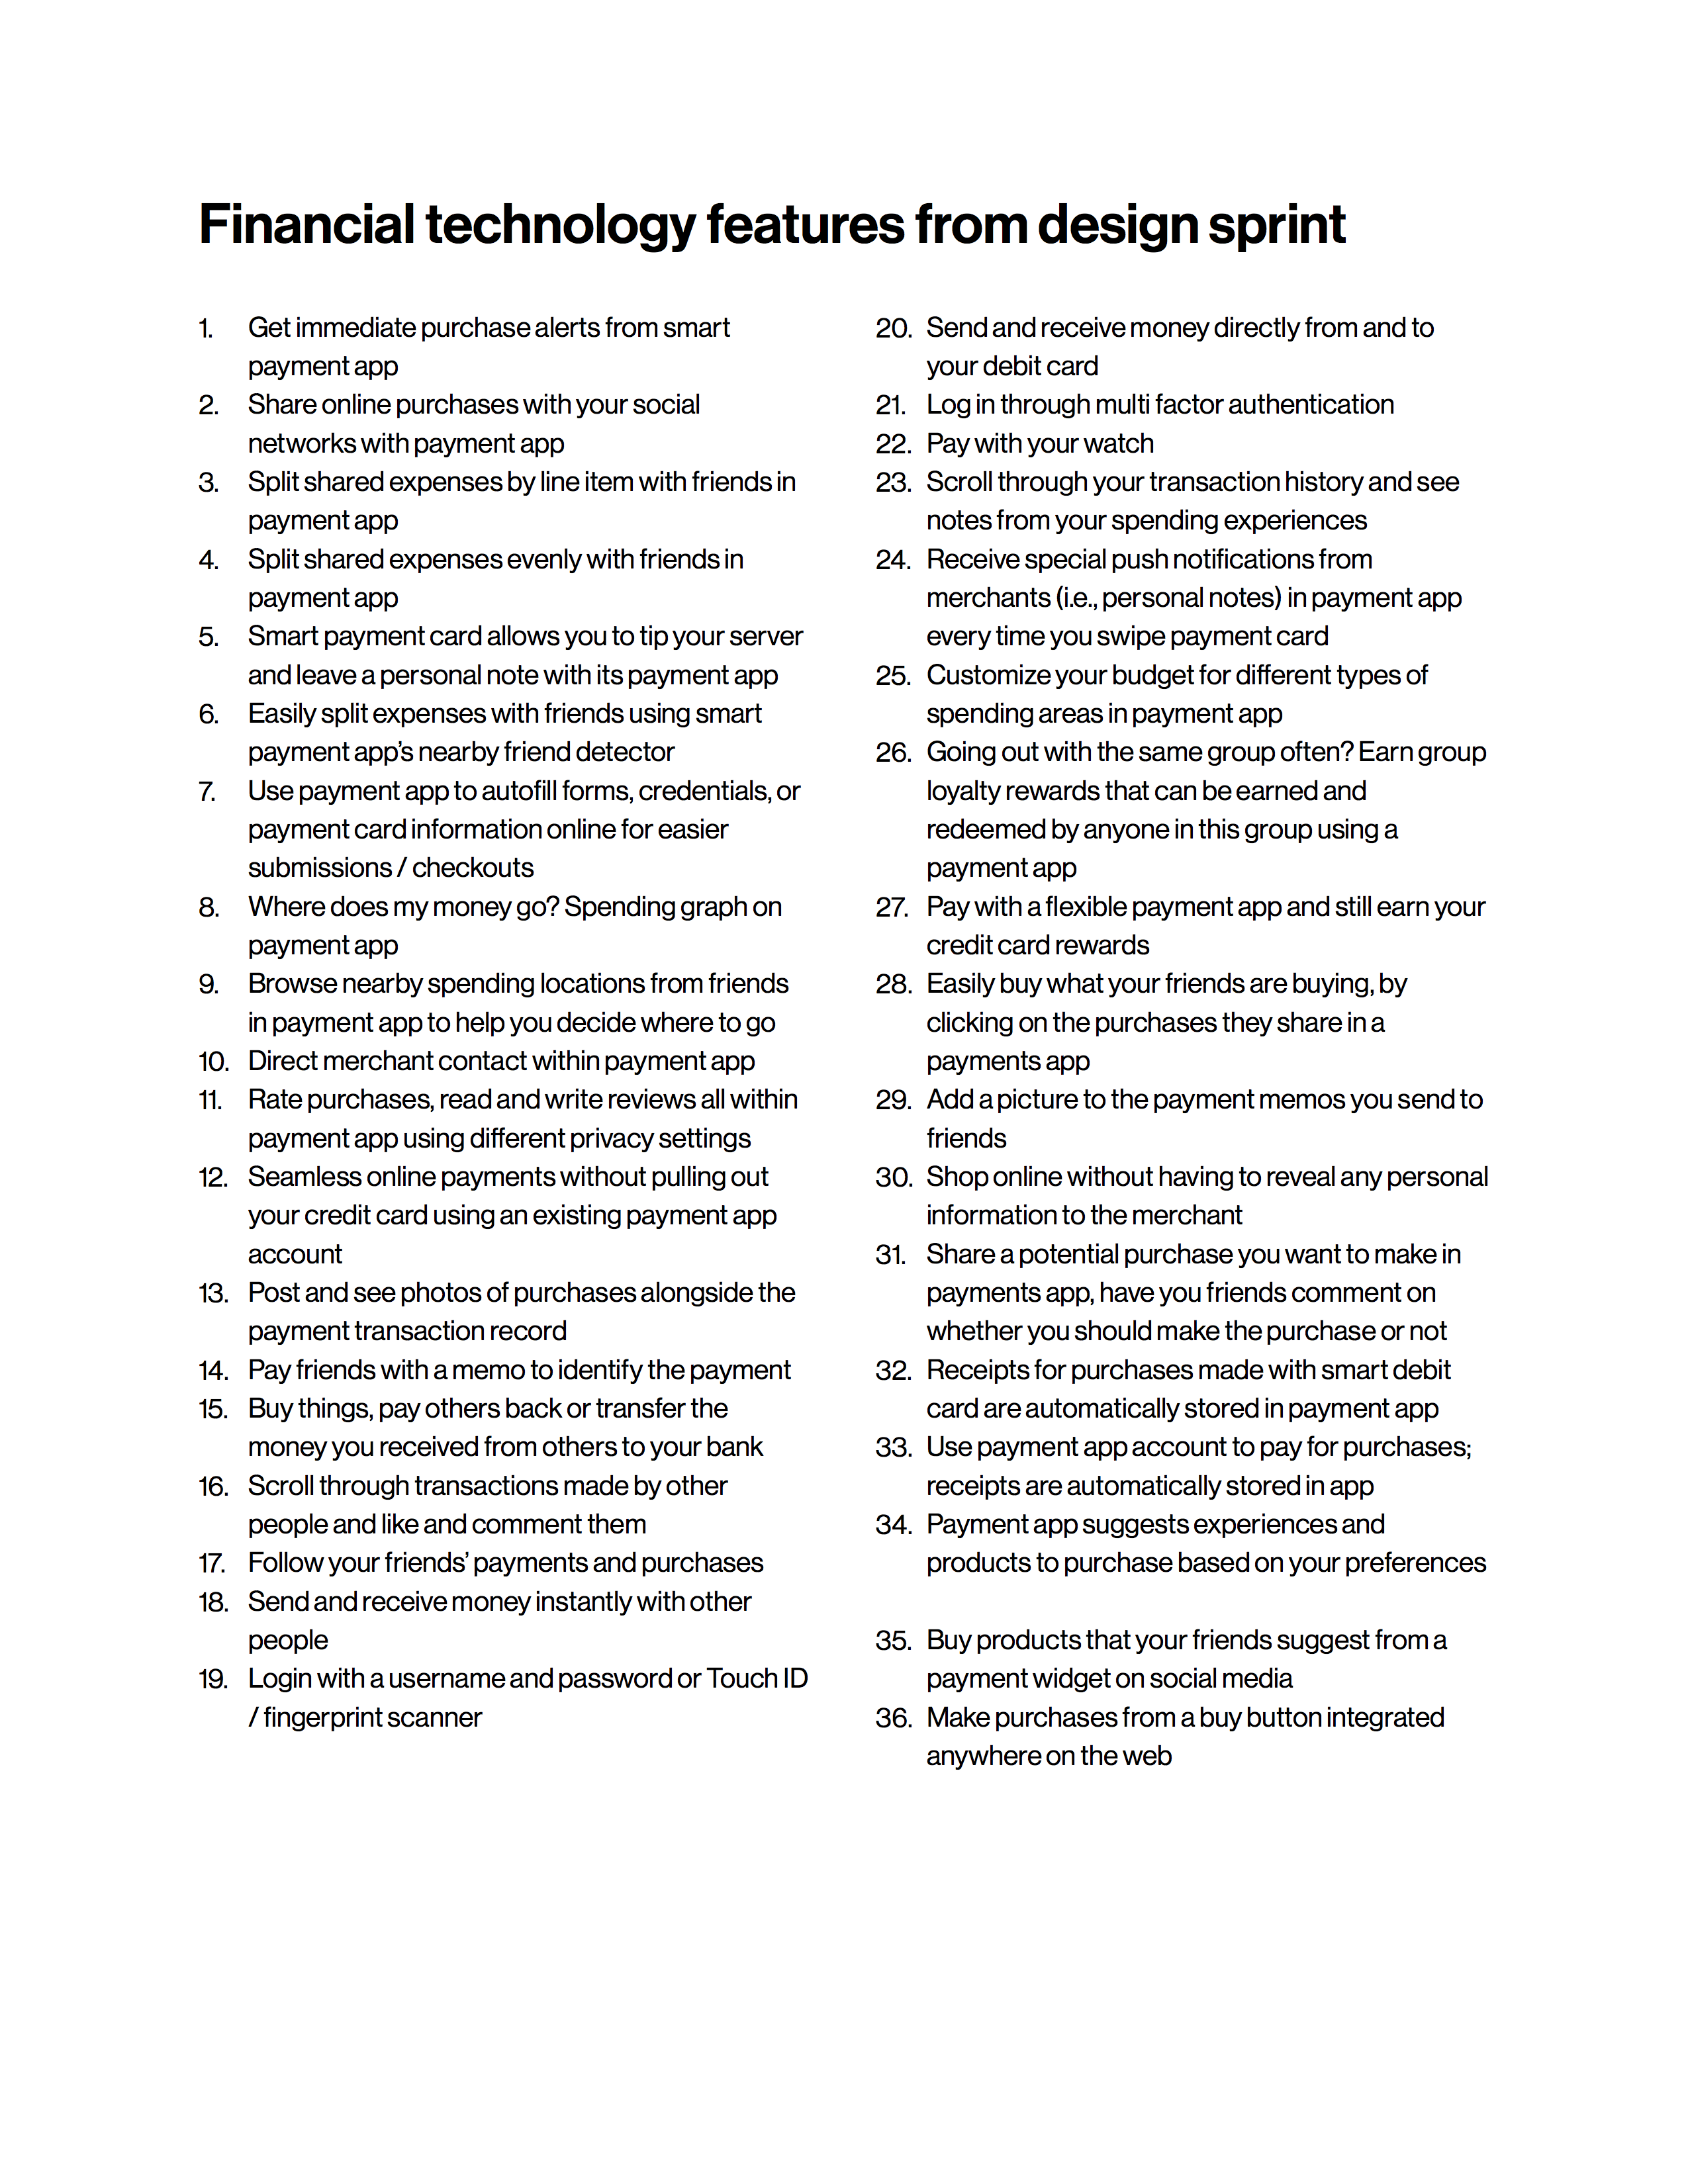 Financial technology features from design sprint
1. Get immediate purchase alerts from smart
payment app
2. Share online purchases with your social
networks with payment app
3. Split shared expenses by line item with friends in
payment app
4. Split shared expenses evenly with friends in
payment app
5. Smart payment card allows you to tip your server
and leave a personal note with its payment app
6. Easily split expenses with friends using smart
payment app’s nearby friend detector
7. Use payment app to autofill forms, credentials, or
payment card information online for easier
submissions / checkouts
8. Where does my money go? Spending graph on
payment app
9. Browse nearby spending locations from friends
in payment app to help you decide where to go
10. Direct merchant contact within payment app
11. Rate purchases, read and write reviews all within
payment app using different privacy settings
12. Seamless online payments without pulling out
your credit card using an existing payment app
account
13. Post and see photos of purchases alongside the
payment transaction record
14. Pay friends with a memo to identify the payment
15. Buy things, pay others back or transfer the
money you received from others to your bank
16. Scroll through transactions made by other
people and like and comment them
17. Follow your friends’ payments and purchases
18. Send and receive money instantly with other
people
19. Login with a username and password or Touch ID
/ fingerprint scanner
20. Send and receive money directly from and to
your debit card
21. Log in through multi factor authentication
22. Pay with your watch
23. Scroll through your transaction history and see
notes from your spending experiences
24. Receive special push notifications from
merchants (i.e., personal notes) in payment app
every time you swipe payment card
25. Customize your budget for different types of
spending areas in payment app
26. Going out with the same group often? Earn group
loyalty rewards that can be earned and
redeemed by anyone in this group using a
payment app
27. Pay with a flexible payment app and still earn your
credit card rewards
28. Easily buy what your friends are buying, by
clicking on the purchases they share in a
payments app
29. Add a picture to the payment memos you send to
friends
30. Shop online without having to reveal any personal
information to the merchant
31. Share a potential purchase you want to make in
payments app, have you friends comment on
whether you should make the purchase or not
32. Receipts for purchases made with smart debit
card are automatically stored in payment app
33. Use payment app account to pay for purchases;
receipts are automatically stored in app
34. Payment app suggests experiences and
products to purchase based on your preferences
35. Buy products that your friends suggest from a
payment widget on social media
36. Make purchases from a buy button integrated
anywhere on the web